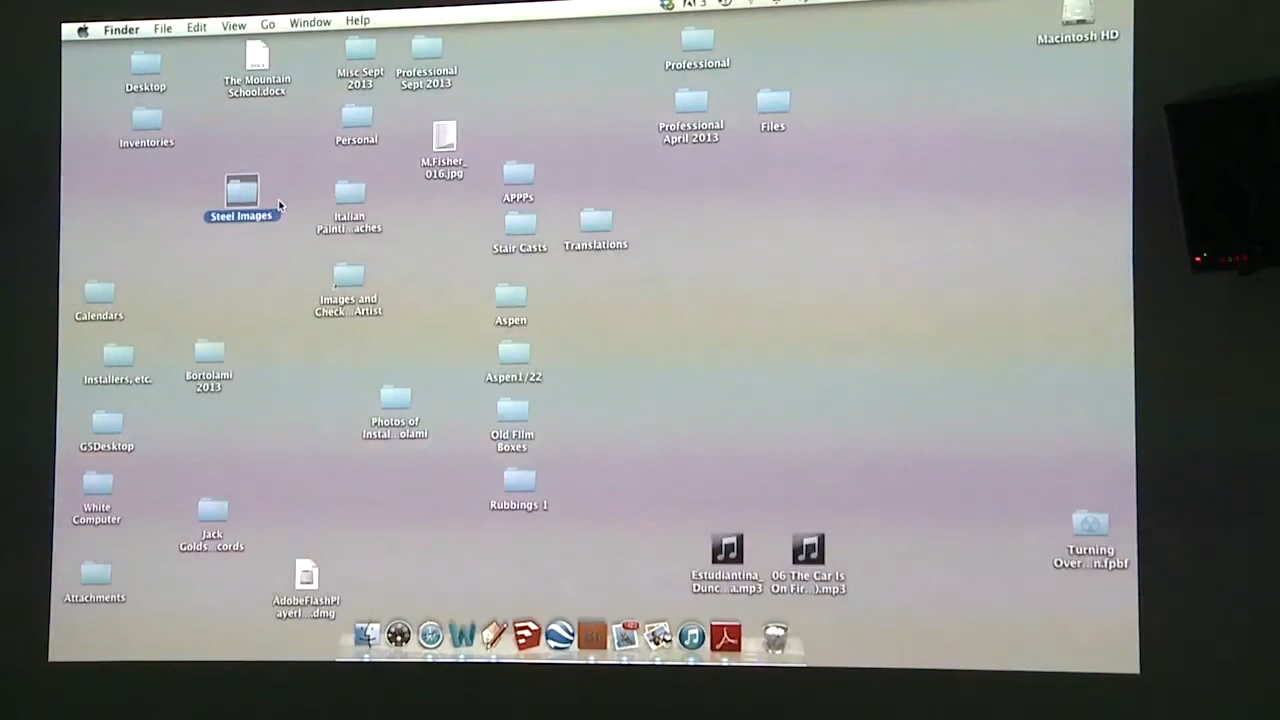 Finder File Edit View Go Window Help
Macintosh HD
Desktop
The Mountain
School.docx
Misc Sept
2013
Professional
Sept 2013
Professional
Inventories
Personal
M.Fisher_
016.jpg
Professional
April 2013
Files
Steel Images
Italian
Painti...aches
APPPs
Stair Casts
Translations
Calendars
Images and
Check...Artist
Aspen
Installers, etc.
Bortolami
2013
Aspen1/22
G5Desktop
Photos of
Instal...olami
Old Film
Boxes
White
Computer
Jack
Golds...cords
Rubbings 1
Attachments
AdobeFlashPl
ayerI...dmg
Estudiantina_
Dunc...a.mp3
06 The Car Is
On Fir...).mp3
Turning
Over...n.fpbf